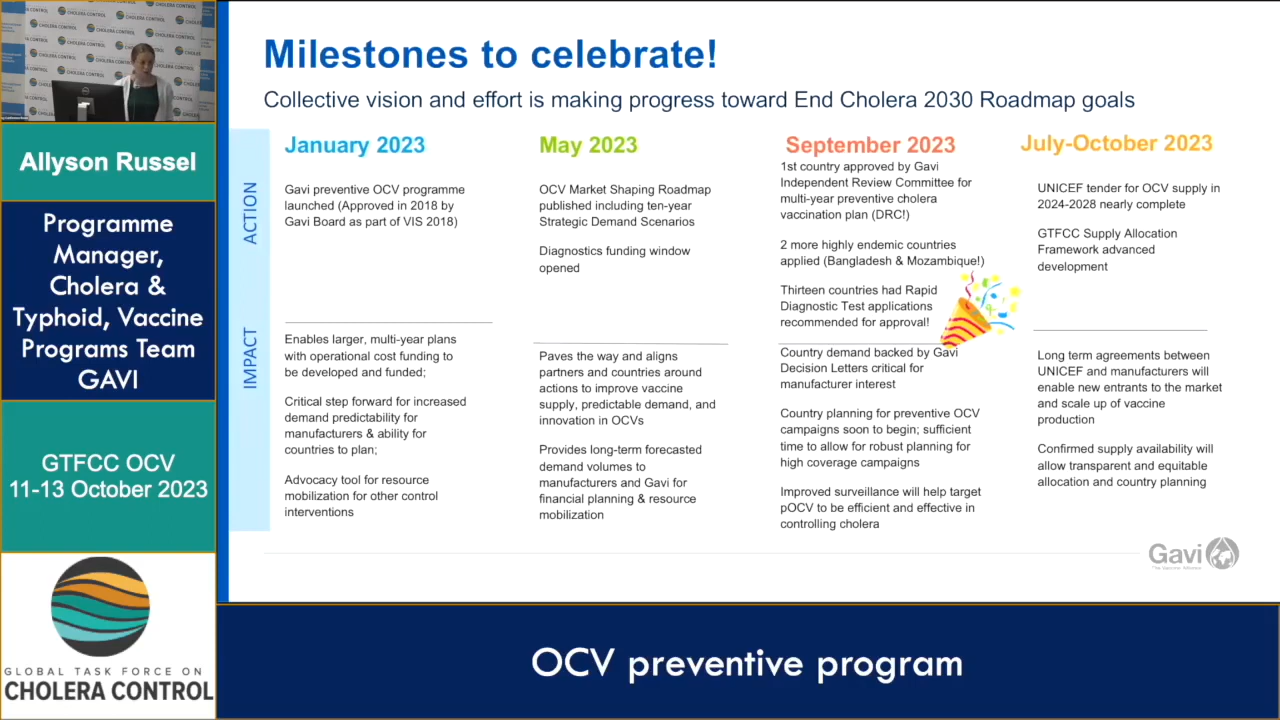 Allyson Russel
Programme
Manager,
Cholera &
Typhoid, Vaccine
Programs Team
GAVI
GTFCC OCV
11-13 October 2023
GLOBAL TASK FORCE ON
CHOLERA CONTROL
Milestones to celebrate!
Collective vision and effort is making progress toward End Cholera 2030 Roadmap goals
ACTION
IMPACT
January 2023
Gavi preventive OCV programme
launched (Approved in 2018 by
Gavi Board as part of VIS 2018)
Enables larger, multi-year plans
with operational cost funding to
be developed and funded;
Critical step forward for increased
demand predictability for
manufacturers & ability for
countries to plan;
Advocacy tool for resource
mobilization for other control
interventions
May 2023
OCV Market Shaping Roadmap
published including ten-year
Strategic Demand Scenarios
Diagnostics funding window
opened
Paves the way and aligns
partners and countries around
actions to improve vaccine
supply, predictable demand, and
innovation in OCVs
Provides long-term forecasted
demand volumes to
manufacturers and Gavi for
financial planning & resource
mobilization
September 2023
1st country approved by Gavi
Independent Review Committee for
multi-year preventive cholera
vaccination plan (DRC!)
2 more highly endemic countries
applied (Bangladesh & Mozambique!)
Thirteen countries had Rapid
Diagnostic Test applications
recommended for approval!
Country demand backed by Gavi
Decision Letters critical for
manufacturer interest
Country planning for preventive OCV
campaigns soon to begin; sufficient
time to allow for robust planning for
high coverage campaigns
Improved surveillance will help target
pOCV to be efficient and effective in
controlling cholera
July-October 2023
UNICEF tender for OCV supply in
2024-2028 nearly complete
GTFCC Supply Allocation
Framework advanced
development
Long term agreements between
UNICEF and manufacturers will
enable new entrants to the market
and scale up of vaccine
production
Confirmed supply availability will
allow transparent and equitable
allocation and country planning
Gavi
OCV preventive program